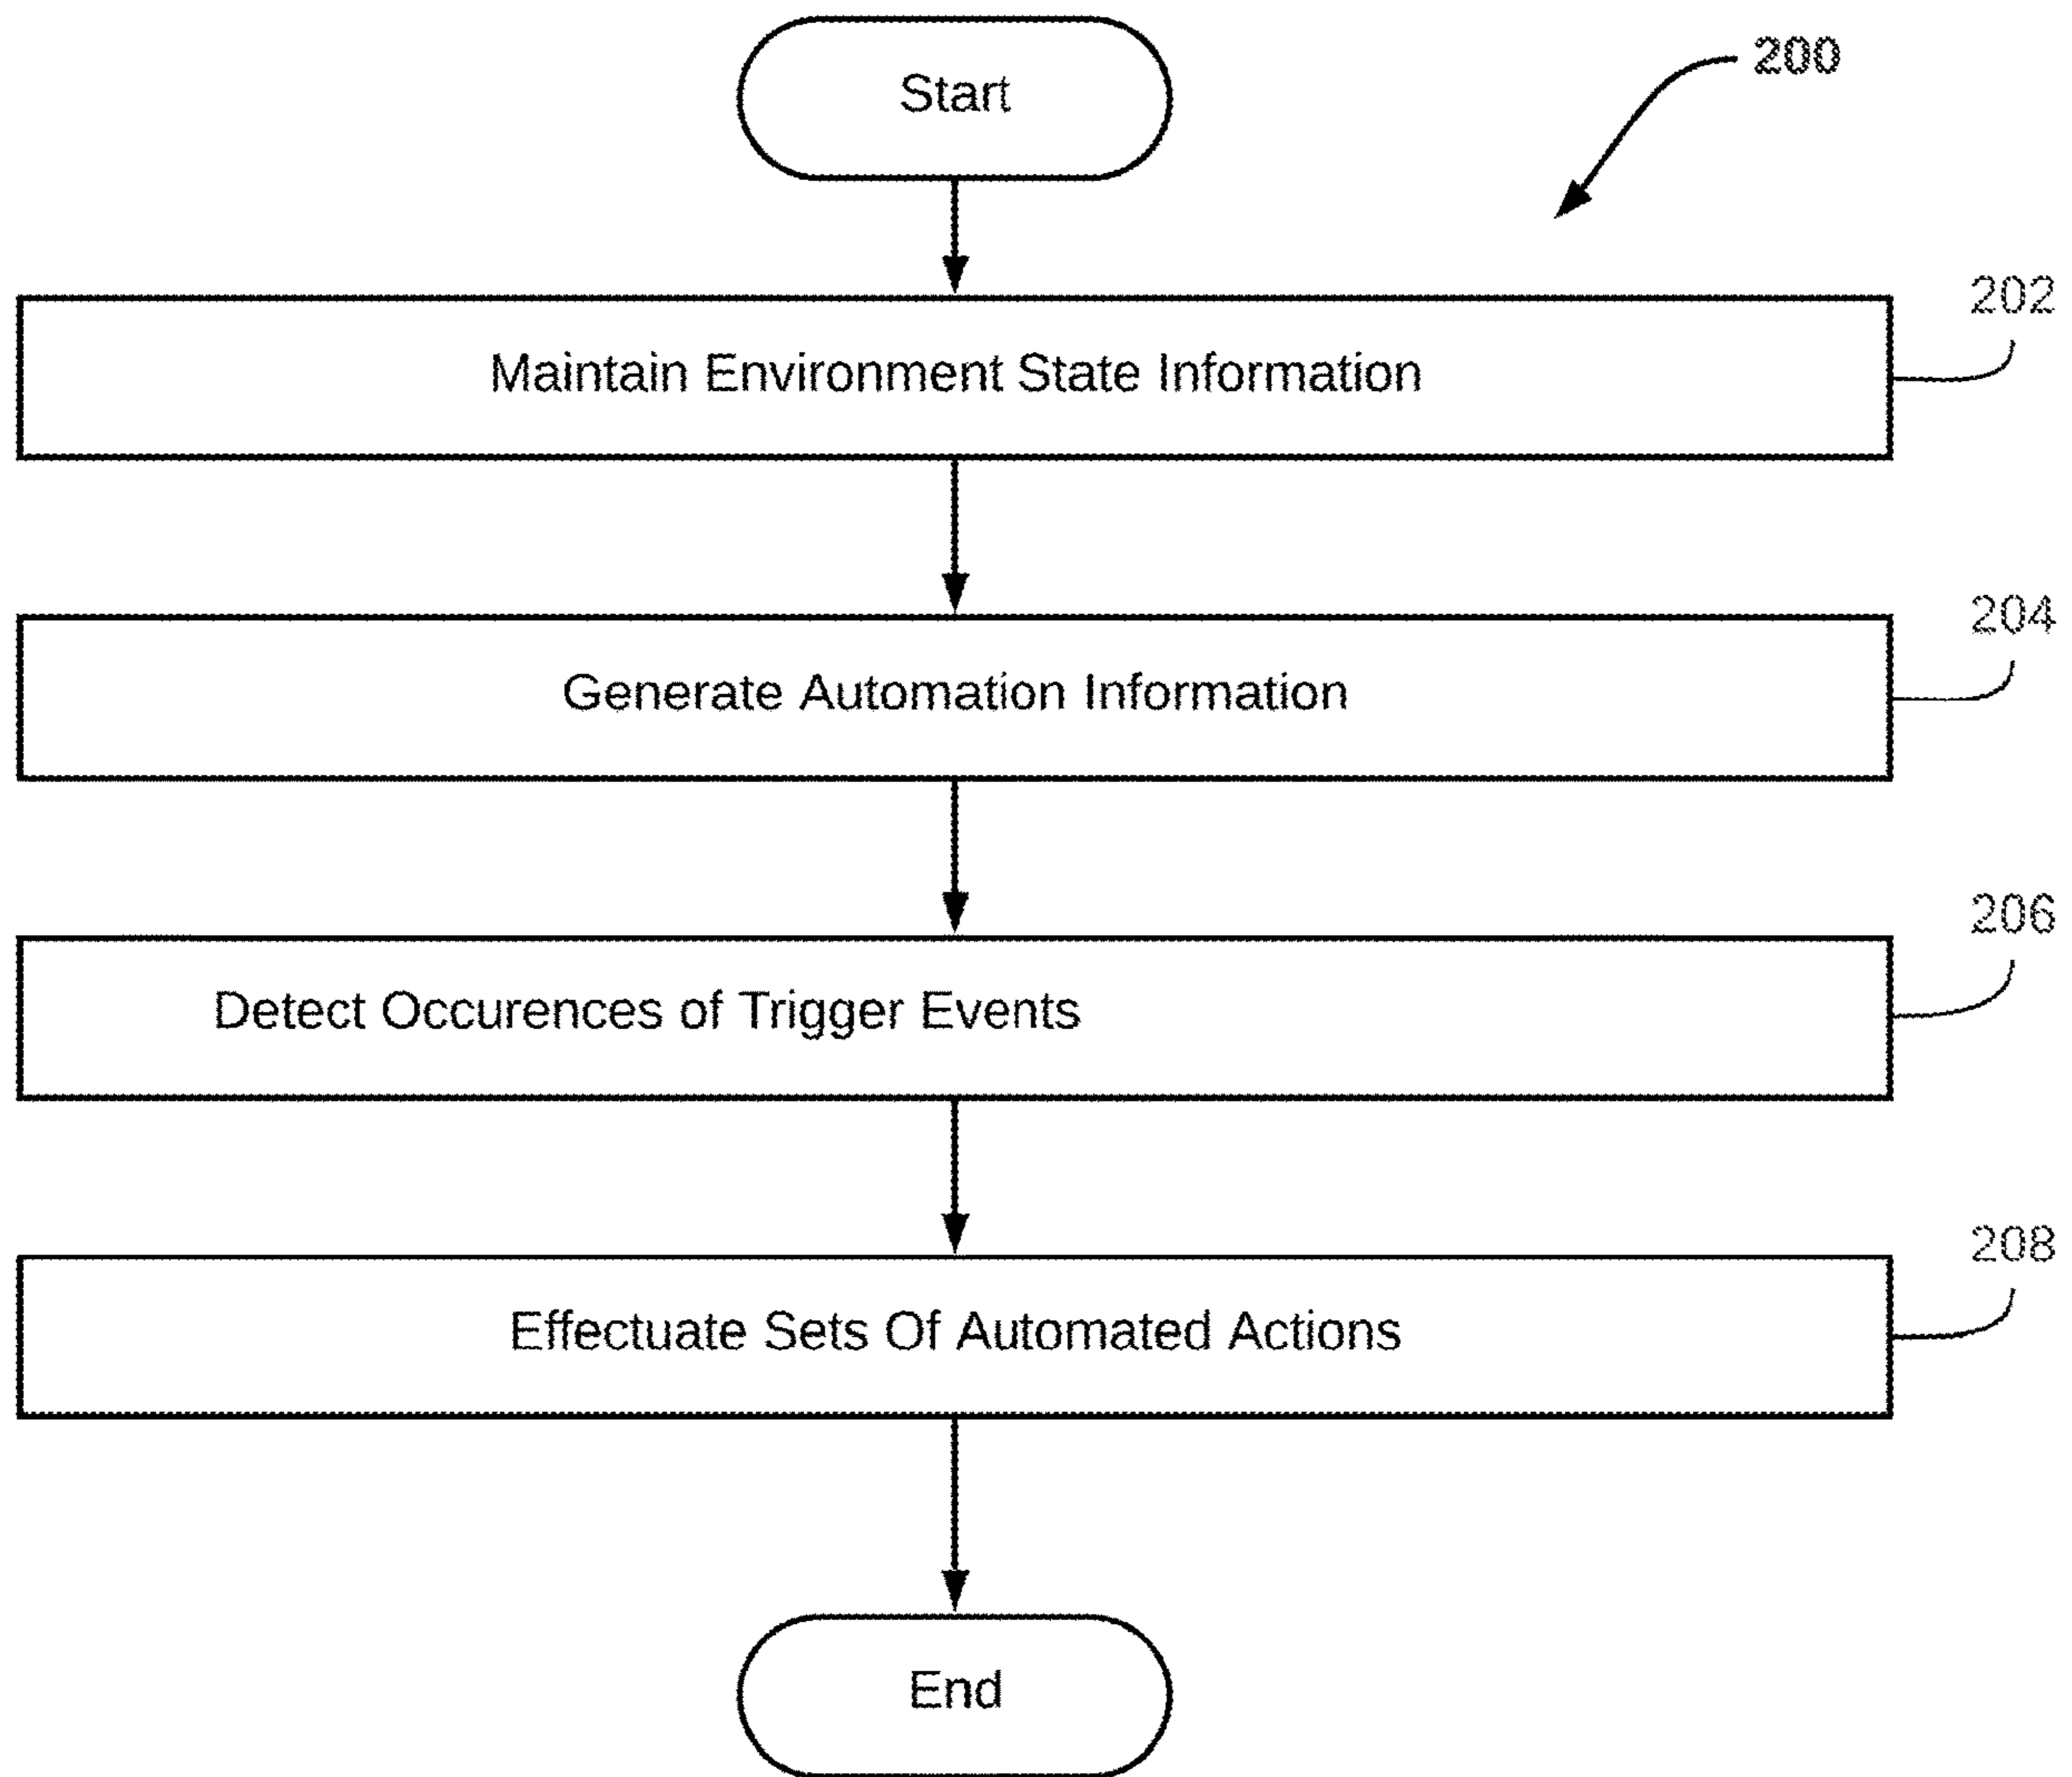 Start
200
202
Maintain Environment State Information
204
Generate Automation Information
206
Detect Occurences of Trigger Events
208
Effectuate Sets Of Automated Actions
End